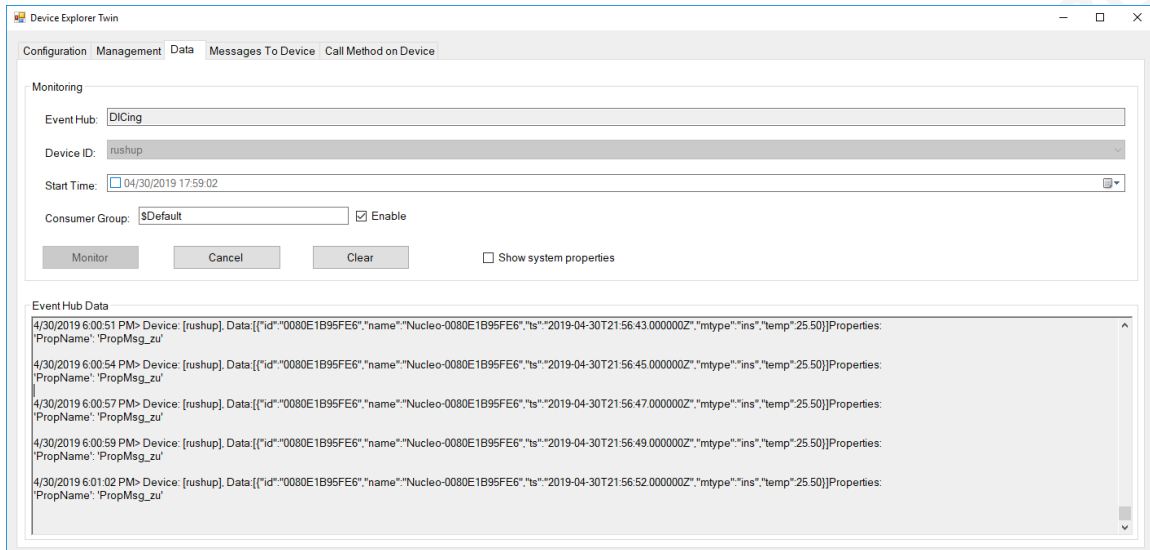 Device Explorer Twin
Configuration Management Data Messages To Device Call Method on Device
Monitoring
Event Hub: DICing
Device ID: rushup
Start Time: 04/30/2019 17:59:02
Consumer Group: $Default Enable
Monitor Cancel Clear Show system properties
Event Hub Data
4/30/2019 6:00:51 PM> Device: [rushup], Data:[{"id":"0080E1B95FE6","name":"Nucleo-0080E1B95FE6","ts":"2019-04-30T21:56:43.000000Z","mtype":"ins","temp":25.50}]Properties:
'PropName': 'PropMsg_zu'
4/30/2019 6:00:54 PM> Device: [rushup], Data:[{"id":"0080E1B95FE6","name":"Nucleo-0080E1B95FE6","ts":"2019-04-30T21:56:45.000000Z","mtype":"ins","temp":25.50}]Properties:
'PropName': 'PropMsg_zu'
4/30/2019 6:00:57 PM> Device: [rushup], Data:[{"id":"0080E1B95FE6","name":"Nucleo-0080E1B95FE6","ts":"2019-04-30T21:56:47.000000Z","mtype":"ins","temp":25.50}]Properties:
'PropName': 'PropMsg_zu'
4/30/2019 6:00:59 PM> Device: [rushup], Data:[{"id":"0080E1B95FE6","name":"Nucleo-0080E1B95FE6","ts":"2019-04-30T21:56:49.000000Z","mtype":"ins","temp":25.50}]Properties:
'PropName': 'PropMsg_zu'
4/30/2019 6:01:02 PM> Device: [rushup], Data:[{"id":"0080E1B95FE6","name":"Nucleo-0080E1B95FE6","ts":"2019-04-30T21:56:52.000000Z","mtype":"ins","temp":25.50}]Properties:
'PropName': 'PropMsg_zu'